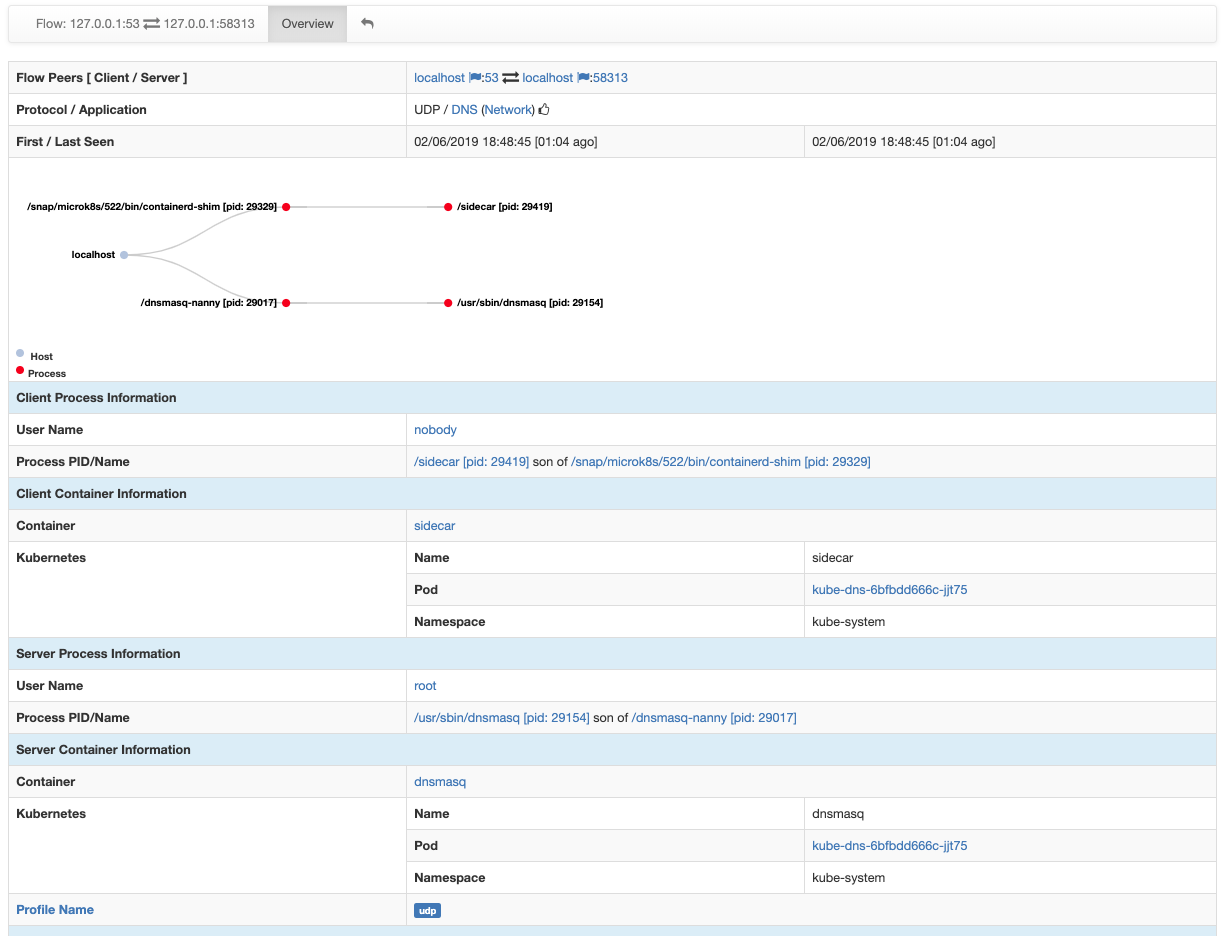 Flow: 127.0.0.1:53 127.0.0.1:58313 Overview
Flow Peers [ Client / Server ] localhost :53 localhost :58313
Protocol / Application UDP / DNS (Network)
First / Last Seen 02/06/2019 18:48:45 [01:04 ago] 02/06/2019 18:48:45 [01:04 ago]
/snap/microk8s/522/bin/containerd-shim [pid: 29329] /sidecar [pid: 29419]
localhost
/dnsmasq-nanny [pid: 29017] /usr/sbin/dnsmasq [pid: 29154]
Host
Process
Client Process Information
User Name nobody
Process PID/Name /sidecar [pid: 29419] son of /snap/microk8s/522/bin/containerd-shim [pid: 29329]
Client Container Information
Container sidecar
Kubernetes Name sidecar
Pod kube-dns-6bfbdd666c-jjt75
Namespace kube-system
Server Process Information
User Name root
Process PID/Name /usr/sbin/dnsmasq [pid: 29154] son of /dnsmasq-nanny [pid: 29017]
Server Container Information
Container dnsmasq
Kubernetes Name dnsmasq
Pod kube-dns-6bfbdd666c-jjt75
Namespace kube-system
Profile Name udp